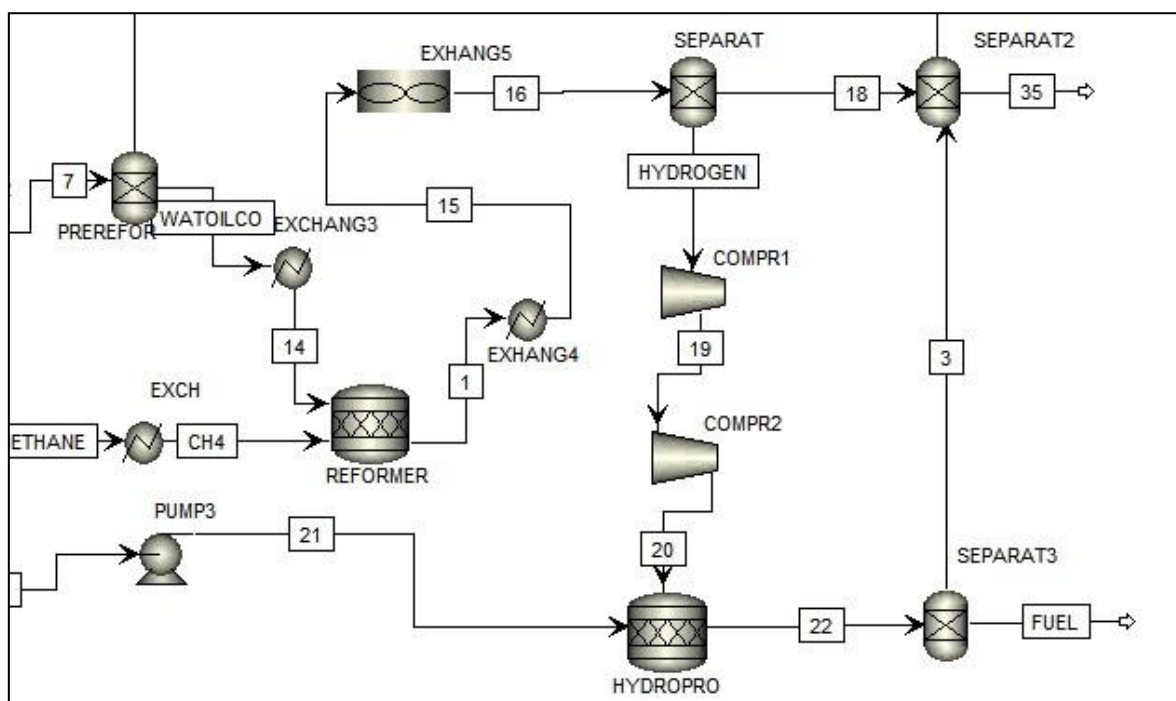 SEPARAT
SEPARAT2
EXHANG5
16
18
35
7
HYDROGEN
WATOILCO
15
EXCHANG3
PREREFOR
COMPR1
14
1
EXHANG4
19
3
EXCH
COMPR2
ETHANE
CH4
REFORMER
PUMP3
21
20
SEPARAT3
22
FUEL
HYDROPRO